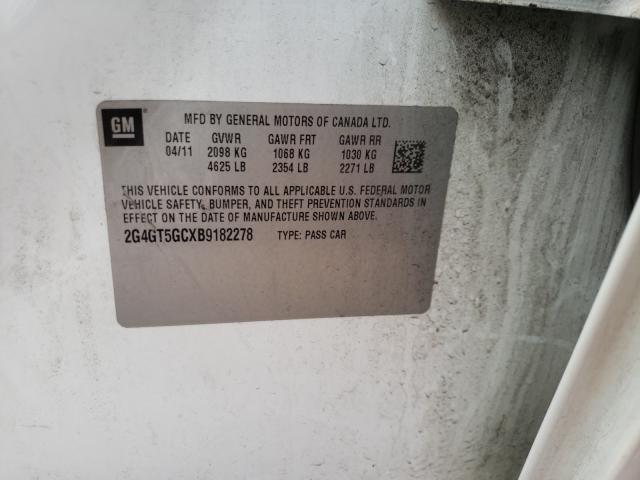 GM
MFD BY GENERAL MOTORS OF CANADA LTD.
DATE GVWR GAWR FRT GAWR RR
04/11 2098 KG 1068 KG 1030 KG
4625 LB 2354 LB 2271 LB
THIS VEHICLE CONFORMS TO ALL APPLICABLE U.S. FEDERAL MOTOR
VEHICLE SAFETY, BUMPER, AND THEFT PREVENTION STANDARDS IN
EFFECT ON THE DATE OF MANUFACTURE SHOWN ABOVE.
2G4GT5GCXB9182278 TYPE: PASS CAR